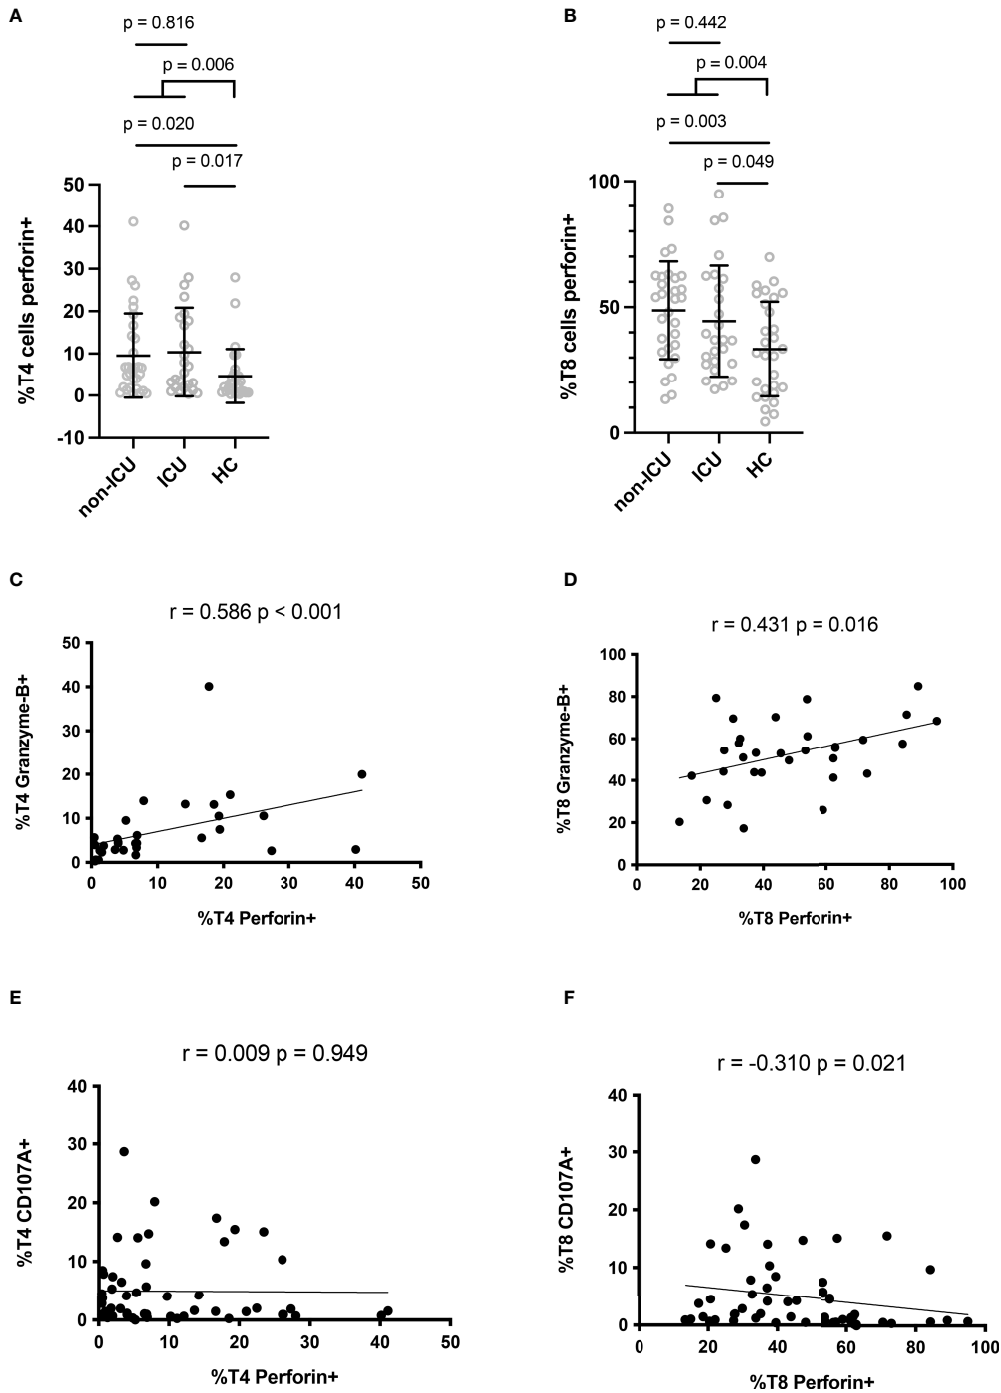 A
p = 0.816
p = 0.006
p = 0.020
p = 0.017
%T4 cells perforin+
50
40
30
20
10
0
-10
non-ICU
ICU
HC
B
p = 0.442
p = 0.004
p = 0.003
p = 0.049
%T8 cells perforin+
100
50
0
non-ICU
ICU
HC
C
r = 0.586 p < 0.001
%T4 Granzyme-B+
50
40
30
20
10
0
0 10 20 30 40 50
%T4 Perforin+
D
r = 0.431 p = 0.016
%T8 Granzyme-B+
100
80
60
40
20
0
0 20 40 60 80 100
%T8 Perforin+
E
r = 0.009 p = 0.949
%T4 CD107A+
40
30
20
10
0
0 10 20 30 40 50
%T4 Perforin+
F
r = -0.310 p = 0.021
%T8 CD107A+
40
30
20
10
0
0 20 40 60 80 100
%T8 Perforin+